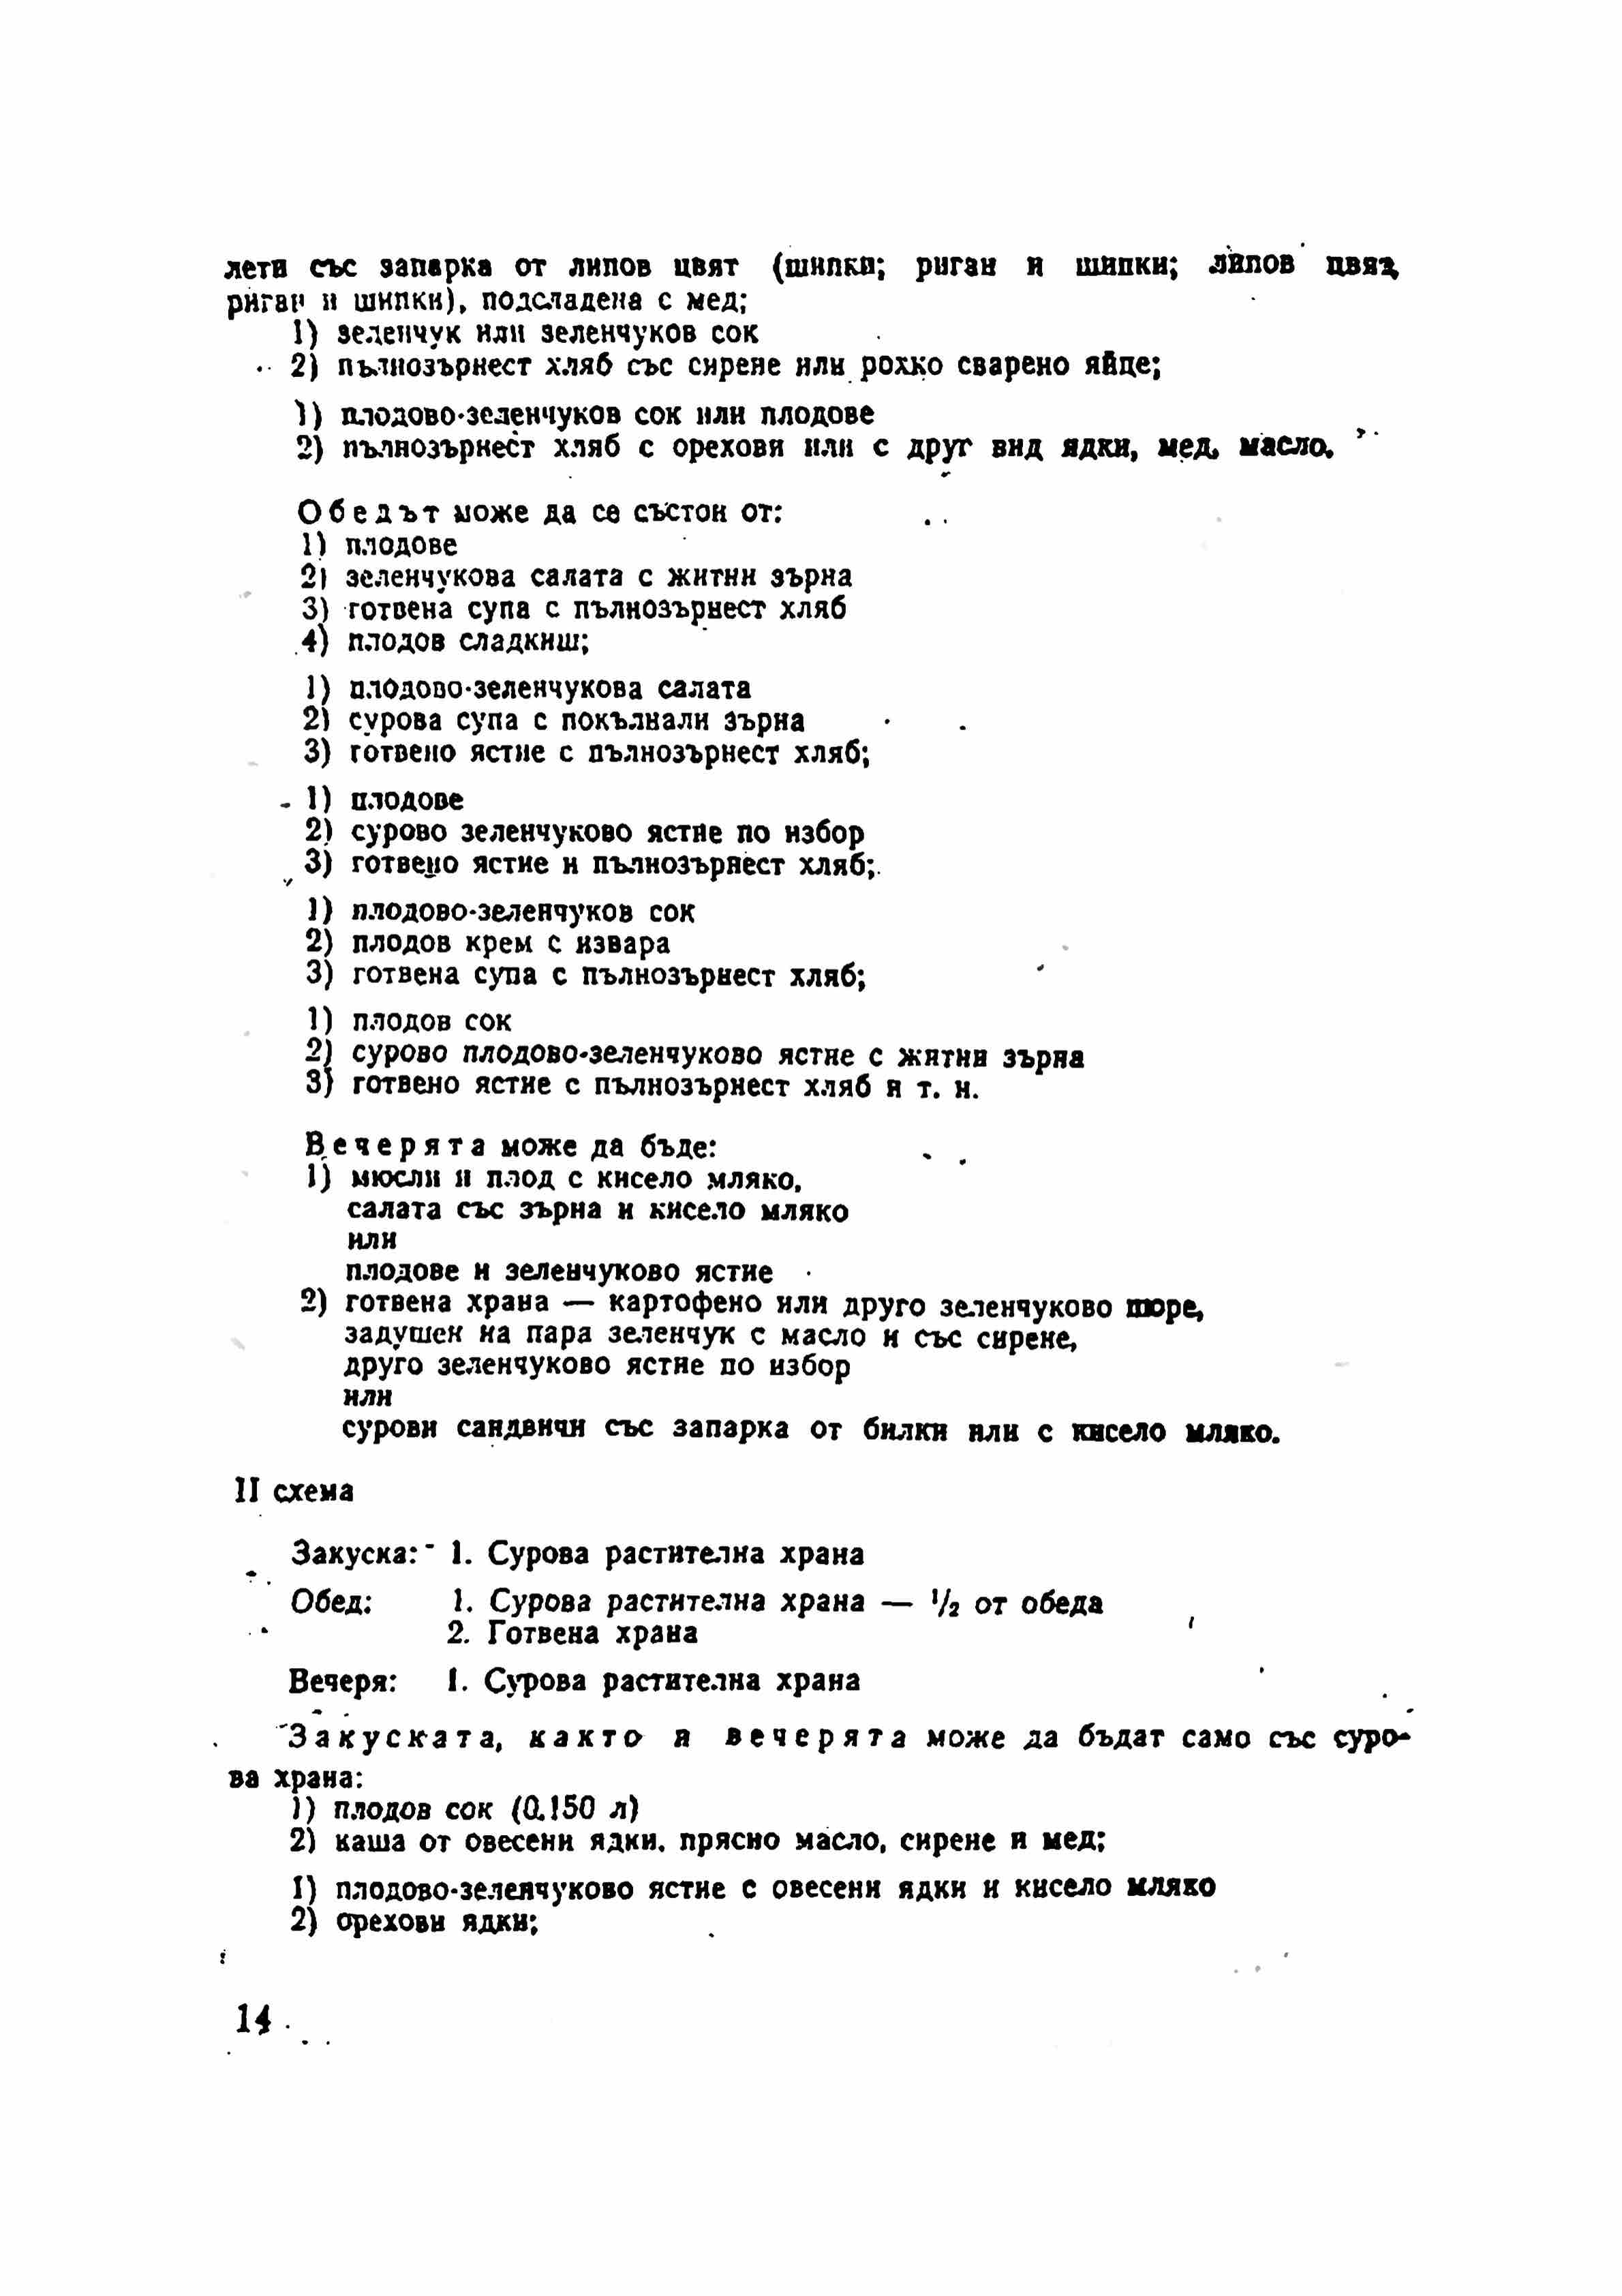 лети със запарка от липов цвят (шипки; риган и шипки; липов цвят,
риган и шипки), подсладена с мед;
1) зеленчук или зеленчуков сок
2) пълнозърнест хляб със сирене или рохко сварено яйце;
1) плодово-зеленчуков сок или плодове
2) пълнозърнест хляб с орехови или с друг вид ядки, мед, масло.
Обедът може да се състои от:
1) плодове
2) зеленчукова салата с житни зърна
3) готвена супа с пълнозърнест хляб
4) плодов сладкиш;
1) плодово-зеленчукова салата
2) сурова супа с покълнали зърна
3) готвено ястие с пълнозърнест хляб;
1) плодове
2) сурово зеленчуково ястие по избор
3) готвено ястие и пълнозърнест хляб;
1) плодово-зеленчуков сок
2) плодов крем с извара
3) готвена супа с пълнозърнест хляб;
1) плодов сок
2) сурово плодово-зеленчуково ястие с житни зърна
3) готвено ястие с пълнозърнест хляб и т. н.
Вечерята може да бъде:
1) мюсли и плод с кисело мляко,
салата със зърна и кисело мляко
или
плодове и зеленчуково ястие
2) готвена храна — картофено или друго зеленчуково пюре,
задушен на пара зеленчук с масло и със сирене,
друго зеленчуково ястие по избор
или
сурови сандвичи със запарка от билки или с кисело мляко.
II схема
Закуска: 1. Сурова растителна храна
Обед: 1. Сурова растителна храна — 1/2 от обеда
2. Готвена храна
Вечеря: 1. Сурова растителна храна
Закуската, както и вечерята може да бъдат само със суро-
ва храна:
1) плодов сок (0.150 л)
2) каша от овесени ядки, прясно масло, сирене и мед;
1) плодово-зеленчуково ястие с овесени ядки и кисело мляко
2) орехови ядки;
14